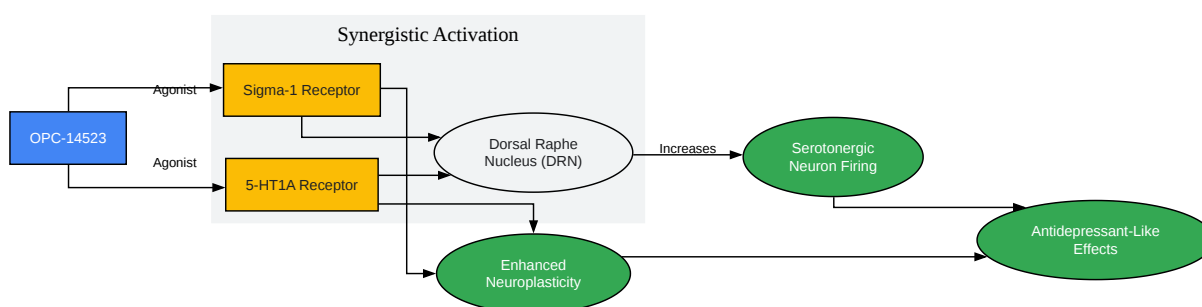 Synergistic Activation
Agonist
Sigma-1 Receptor
OPC-14523
Agonist
5-HT1A Receptor
Dorsal Raphe
Nucleus (DRN)
Increases
Serotonergic
Neuron Firing
Enhanced
Neuroplasticity
Antidepressant-Like
Effects